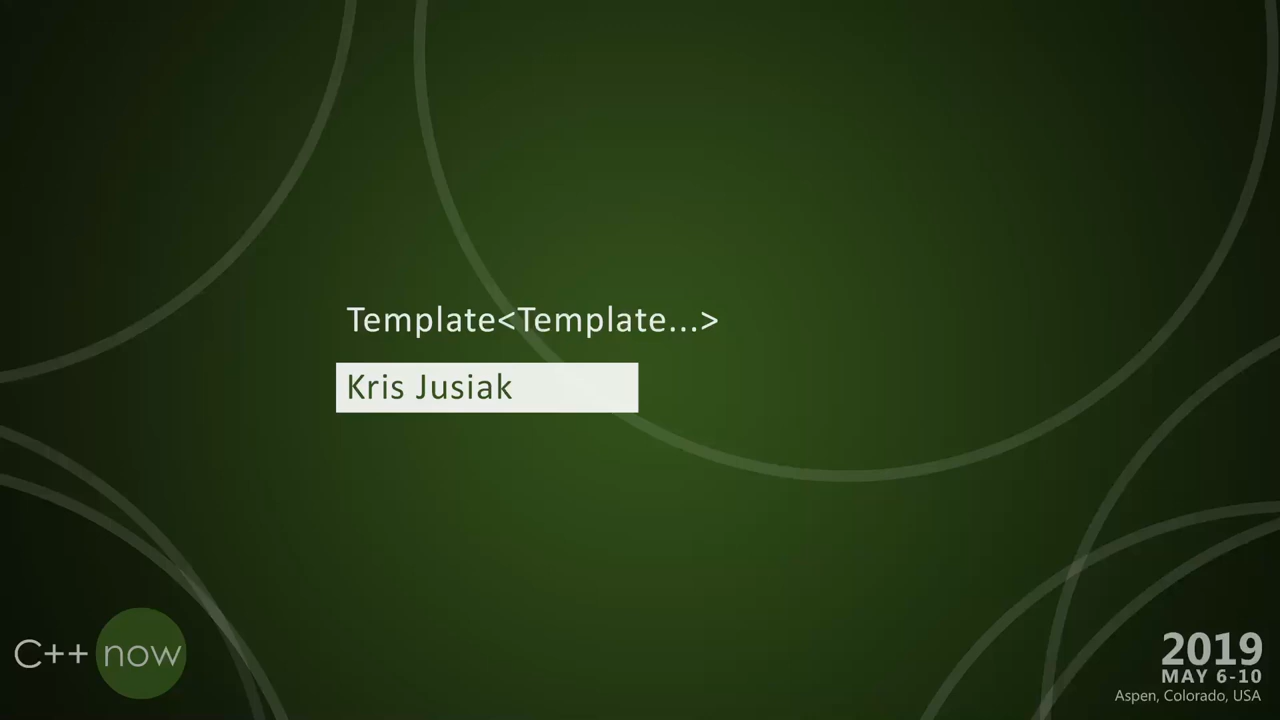 Template<Template...>
Kris Jusiak
C++ now
2019
MAY 6-10
Aspen, Colorado, USA